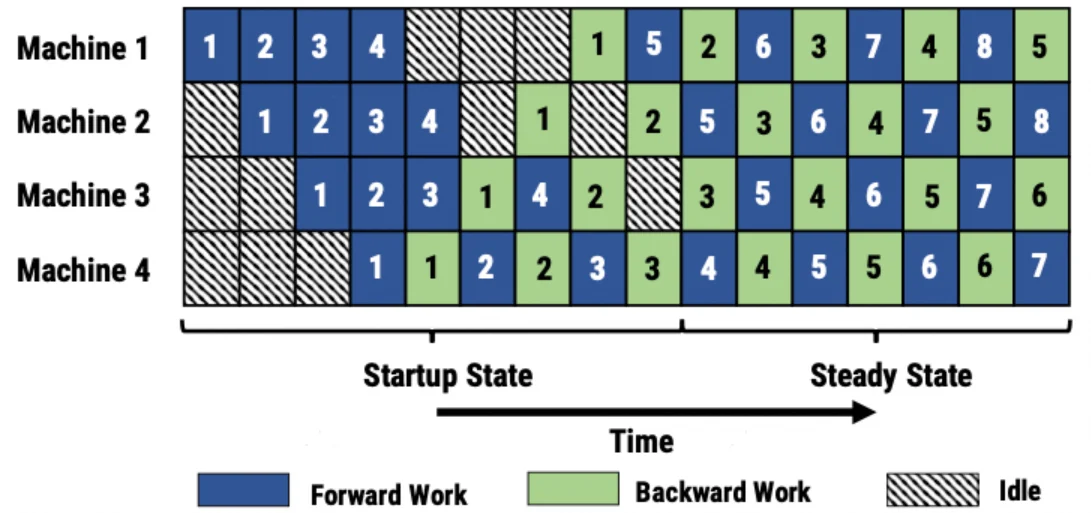 Machine 1 1 2 3 4 1 5 2 6 3 7 4 8 5
Machine 2 1 2 3 4 1 2 5 3 6 4 7 5 8
Machine 3 1 2 3 1 4 2 3 5 4 6 5 7 6
Machine 4 1 1 2 2 3 3 4 4 5 5 6 6 7
Startup State Steady State
Time
Forward Work Backward Work Idle